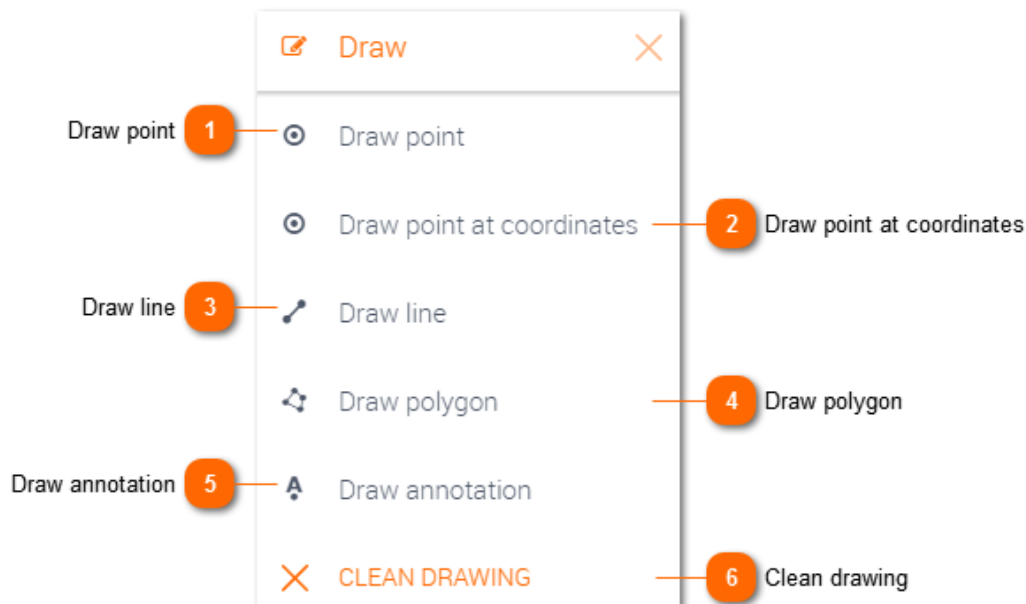 Draw
Draw point 1 Draw point
Draw point at coordinates 2 Draw point at coordinates
Draw line 3 Draw line
Draw polygon 4 Draw polygon
Draw annotation 5 Draw annotation
CLEAN DRAWING 6 Clean drawing